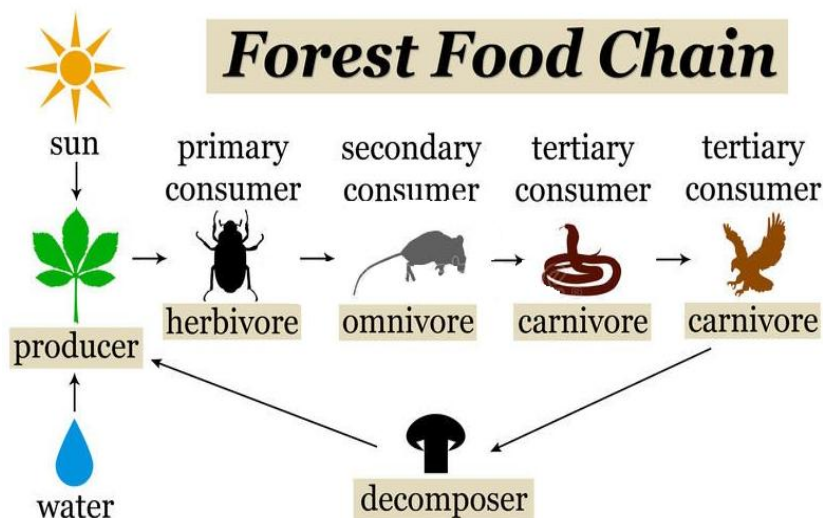 Forest Food Chain
sun
primary
consumer
secondary
consumer
tertiary
consumer
tertiary
consumer
herbivore
omnivore
carnivore
carnivore
producer
water
decomposer